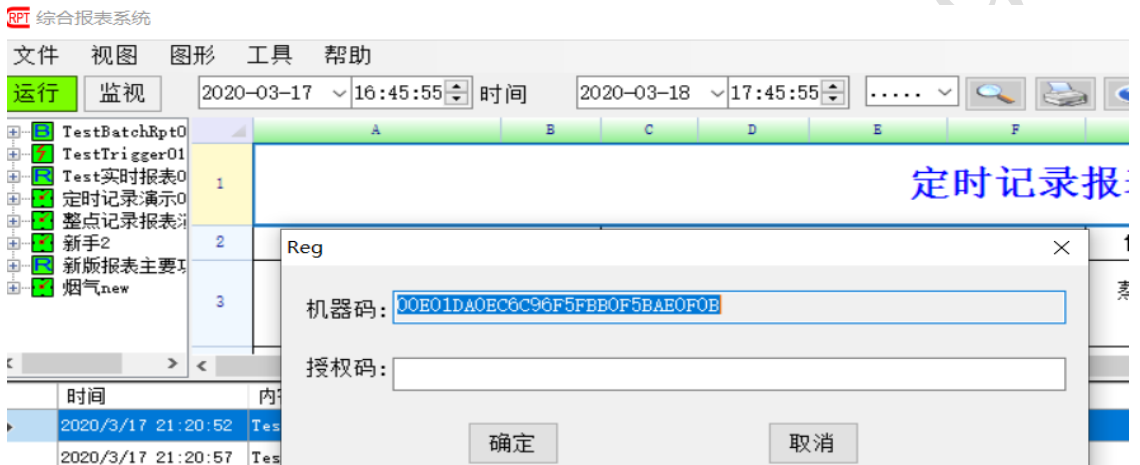 RPT 综合报表系统
文件 视图 图形 工具 帮助
运行 监视 2020-03-17 16:45:55 时间 2020-03-18 17:45:55 .....
A B C D E F
TestBatchRpt0
TestTrigger01
Test实时报表0
定时记录演示0
整点记录报表
新手2
新版报表主要
烟气new
1 定时记录报
2
3
Reg
机器码: 00E01DA0EC6C96F5FBB0F5BAE0F0B
授权码:
确定 取消
时间
2020/3/17 21:20:52 Tes
2020/3/17 21:20:57 Tes